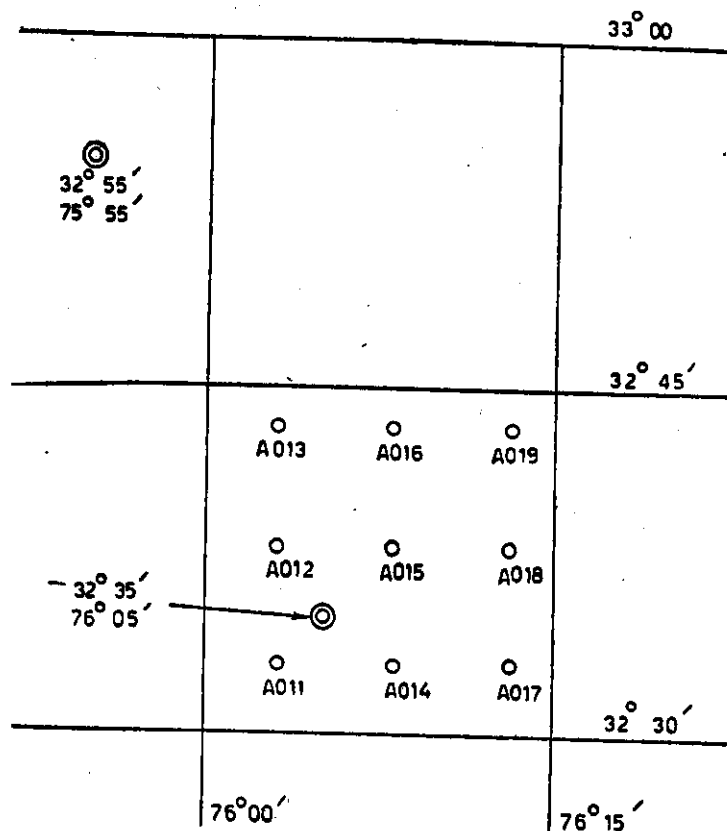 33° 00
32° 55′
75° 55′
32° 45′
A013
A016
A019
A012
A015
A018
32° 35′
76° 05′
A011
A014
A017
32° 30′
76° 00′
76° 15′